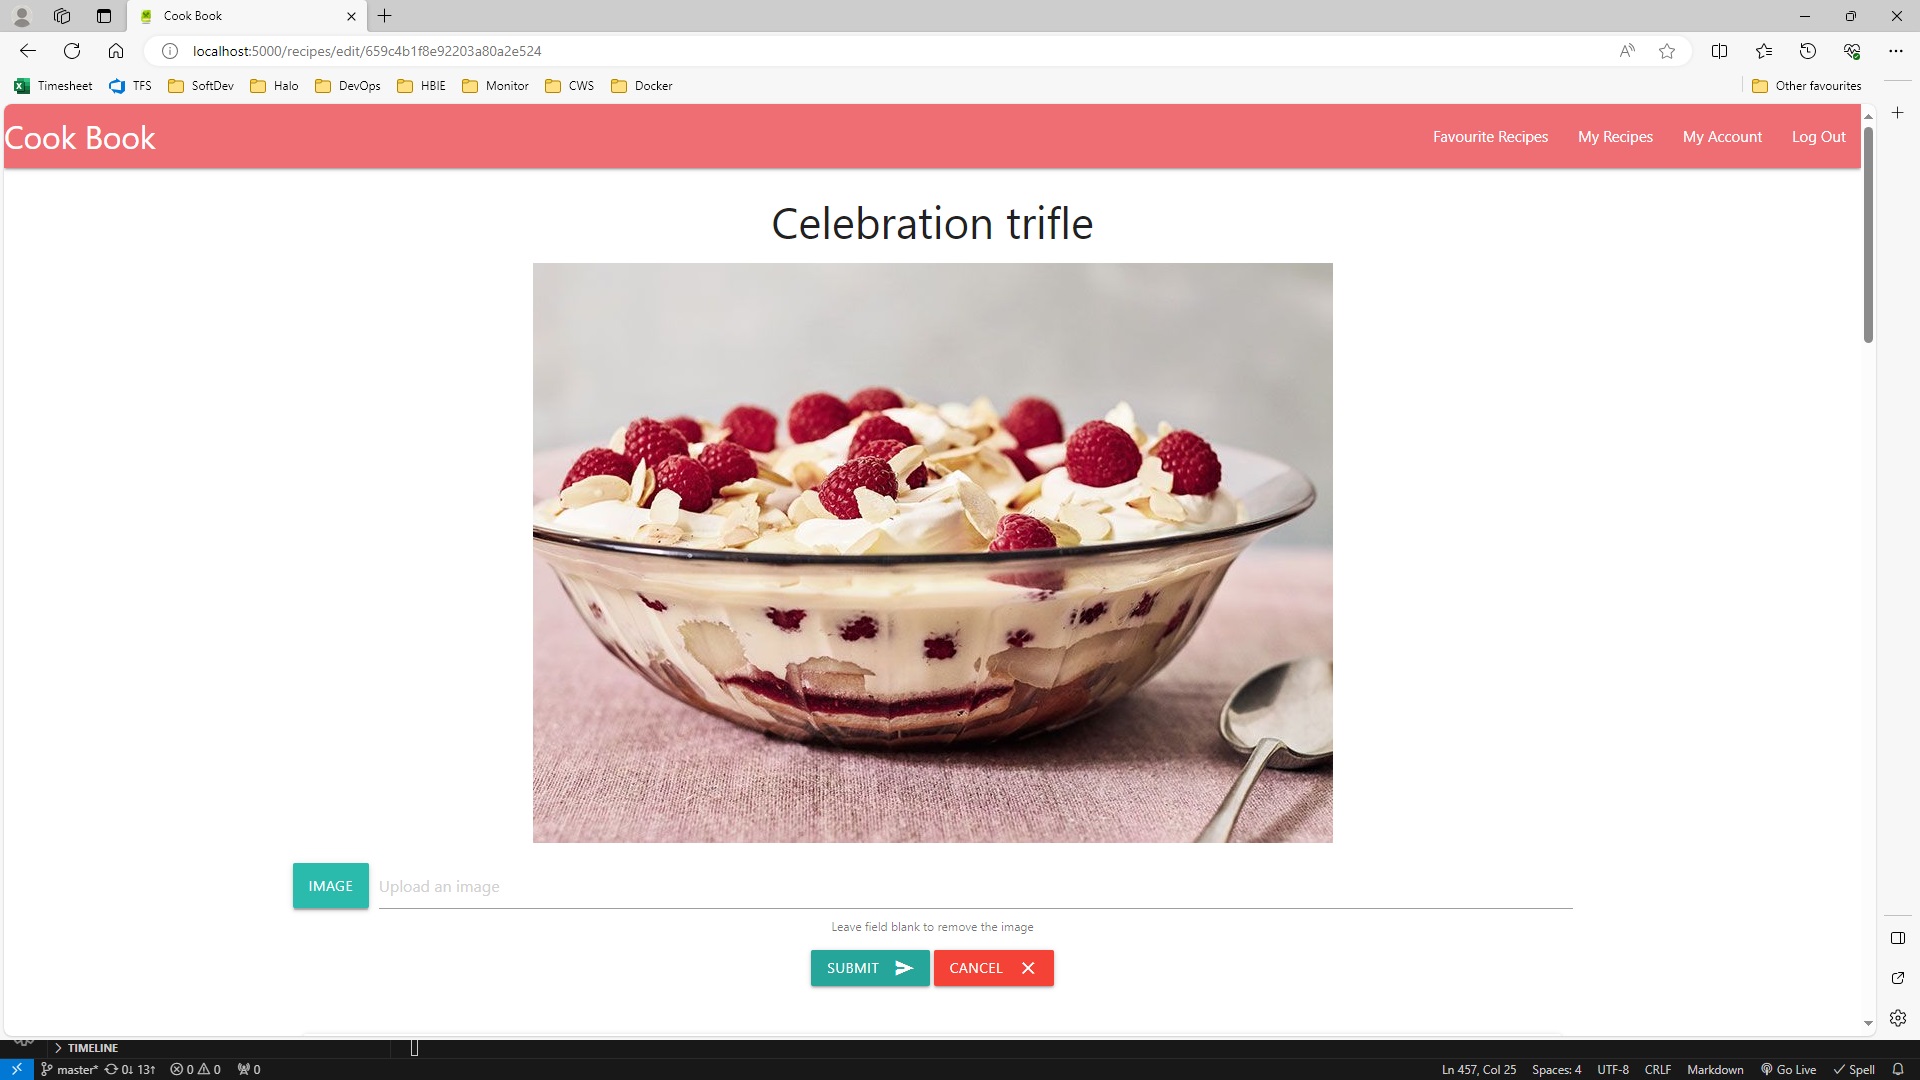 Cook Book
localhost:5000/recipes/edit/659c4b1f8e92203a80a2e524
Timesheet TFS SoftDev Halo DevOps HBIE Monitor CWS Docker Other favourites
Cook Book Favourite Recipes My Recipes My Account Log Out
Celebration trifle
IMAGE Upload an image
Leave field blank to remove the image
SUBMIT CANCEL
TIMELINE
master* 0↓ 13↑ 0 0 0 Ln 457, Col 25 Spaces: 4 UTF-8 CRLF Markdown Go Live Spell